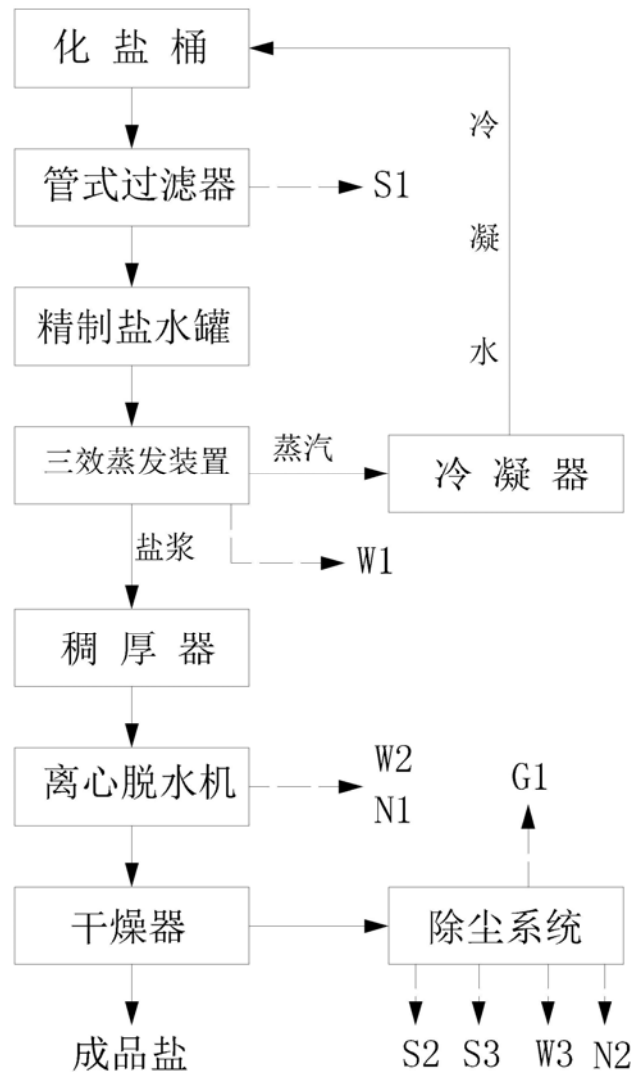 化盐桶
冷
凝
水
管式过滤器
S1
精制盐水罐
三效蒸发装置
蒸汽
冷凝器
盐浆
W1
稠厚器
离心脱水机
W2
N1
G1
干燥器
除尘系统
成品盐
S2
S3
W3
N2